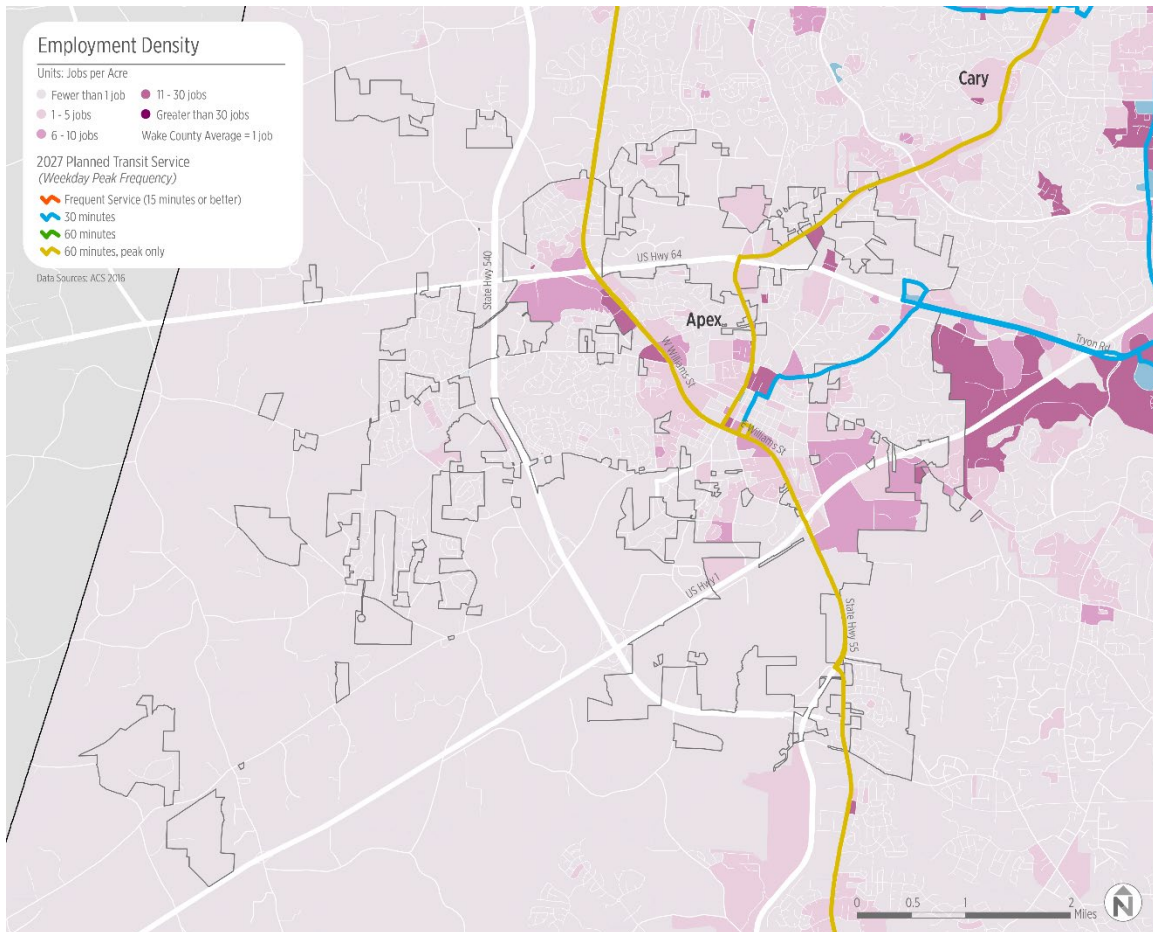 Employment Density
Units: Jobs per Acre
Fewer than 1 job
1 - 5 jobs
6 - 10 jobs
11 - 30 jobs
Greater than 30 jobs
Wake County Average = 1 job
2027 Planned Transit Service
(Weekday Peak Frequency)
Frequent Service (15 minutes or better)
30 minutes
60 minutes
60 minutes, peak only
Data Sources: ACS 2016
Cary
US Hwy 64
State Hwy 540
Apex
W Williams St
Tryon Rd
E Williams St
US Hwy 1
State Hwy 55
0 0.5 1 2
Miles
N